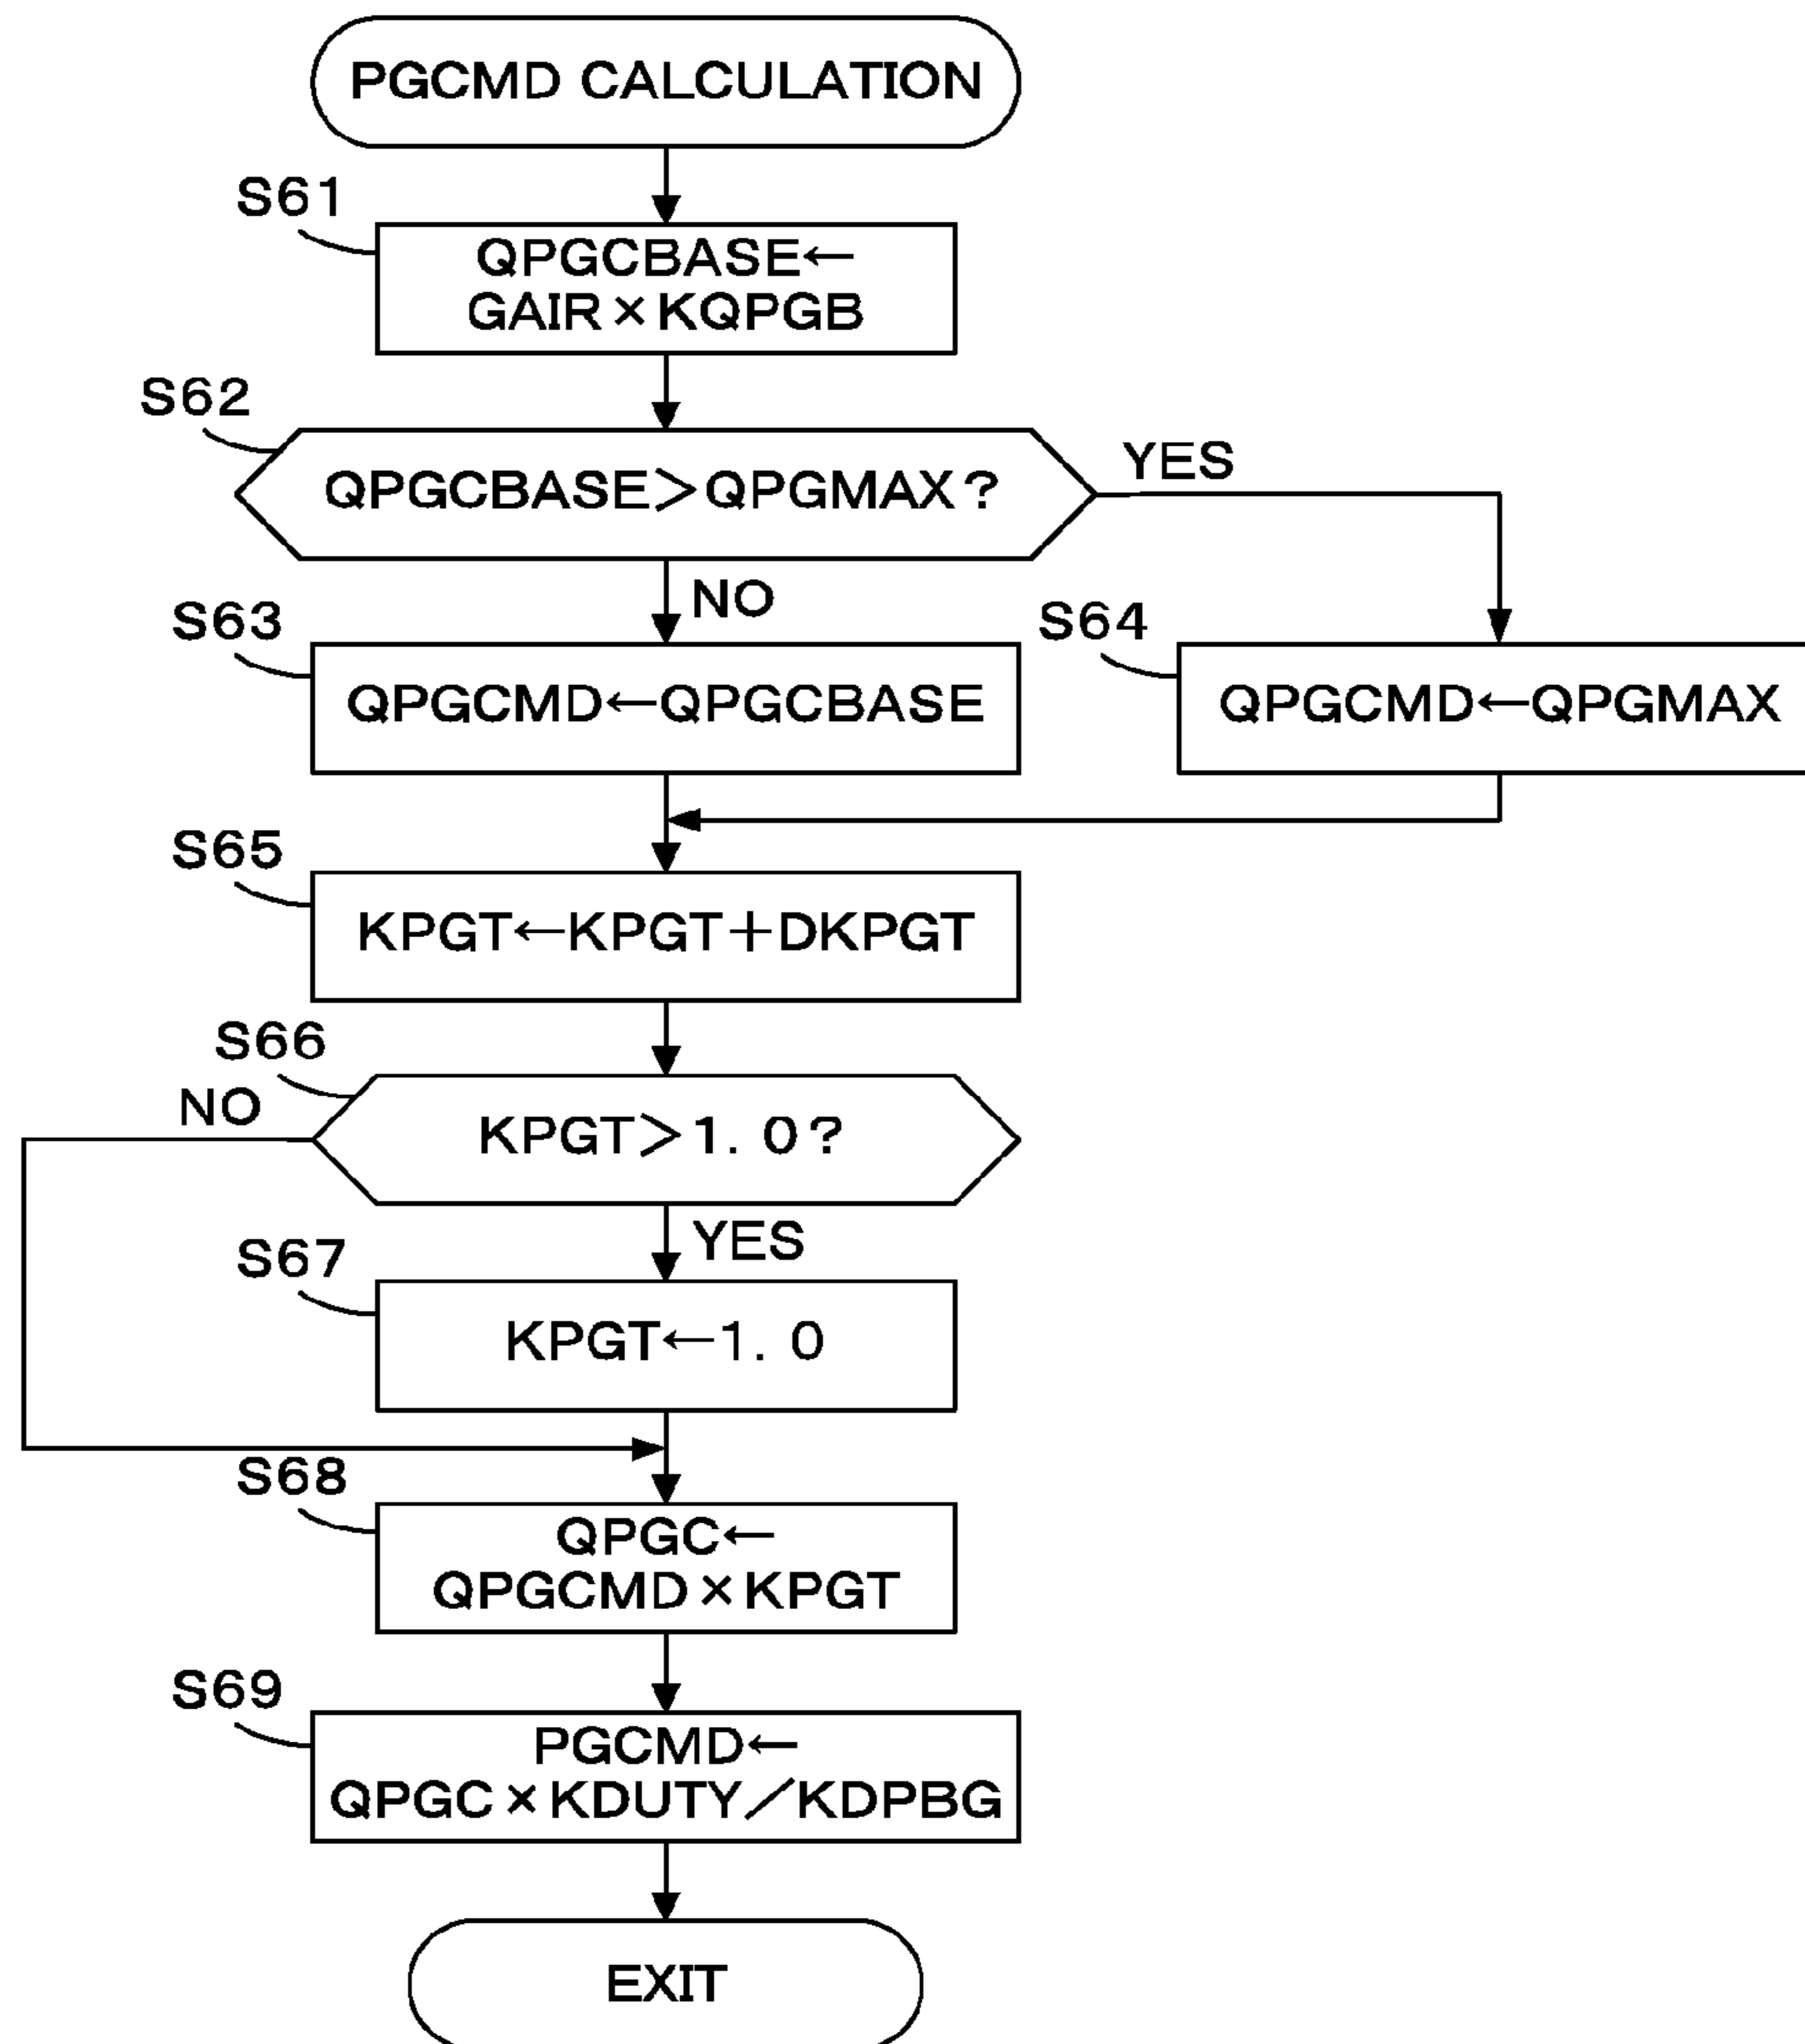 PGCMD CALCULATION
S61
QPGCBASE←
GAIR×KQPGB
S62
QPGCBASE>QPGMAX?
YES
NO
S63
QPGCMD←QPGCBASE
S64
QPGCMD←QPGMAX
S65
KPGT←KPGT+DKPGT
S66
NO
KPGT>1.0?
YES
S67
KPGT←1.0
S68
QPGC←
QPGCMD×KPGT
S69
PGCMD←
QPGC×KDUTY/KDPBG
EXIT